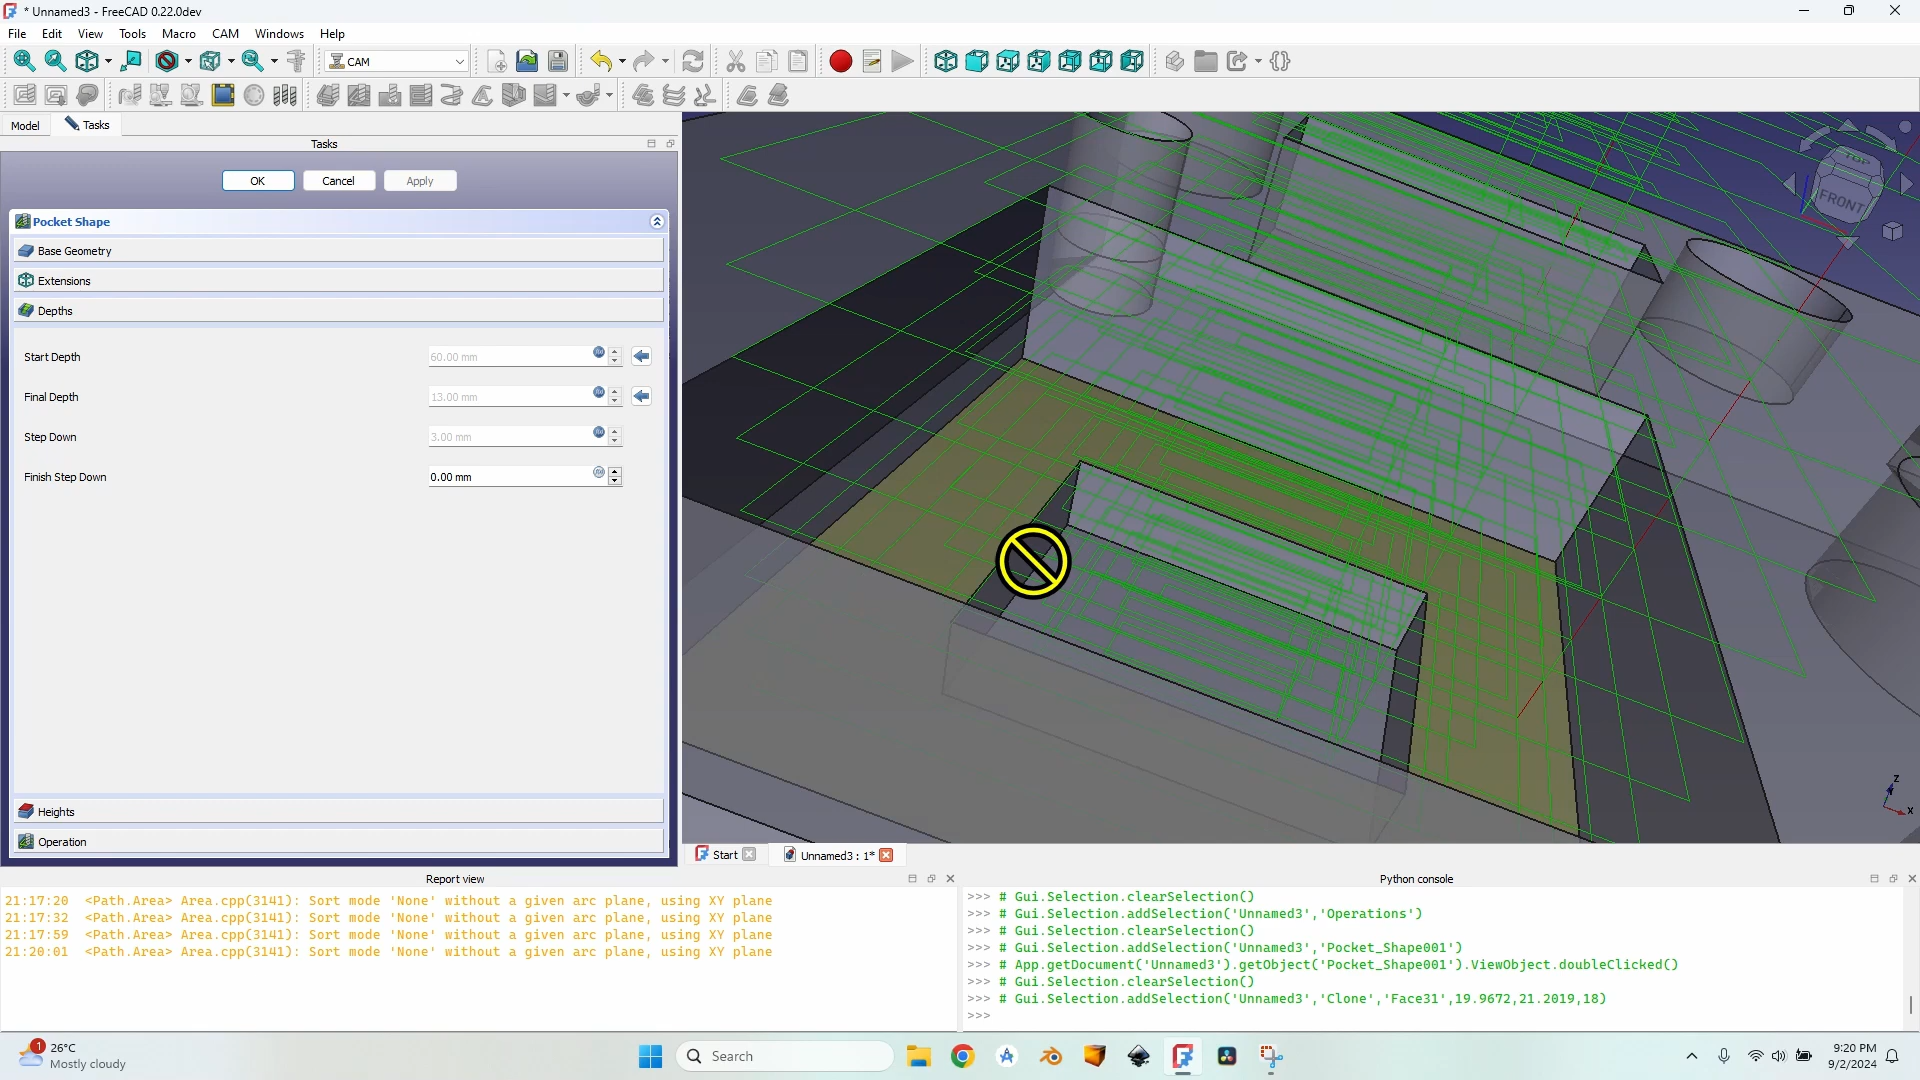 * Unnamed3 - FreeCAD 0.22.0dev
File Edit View Tools Macro CAM Windows Help
CAM
Model Tasks
Tasks
OK Cancel Apply
Pocket Shape
Base Geometry
Extensions
Depths
Start Depth 60.00 mm
Final Depth 13.00 mm
Step Down 3.00 mm
Finish Step Down 0.00 mm
Heights
Operation
TOP
FRONT
Z
X
Start Unnamed3 : 1*
Report view
21:17:20 <Path.Area> Area.cpp(3141): Sort mode 'None' without a given arc plane, using XY plane
21:17:32 <Path.Area> Area.cpp(3141): Sort mode 'None' without a given arc plane, using XY plane
21:17:59 <Path.Area> Area.cpp(3141): Sort mode 'None' without a given arc plane, using XY plane
21:20:01 <Path.Area> Area.cpp(3141): Sort mode 'None' without a given arc plane, using XY plane
Python console
>>> # Gui.Selection.clearSelection()
>>> # Gui.Selection.addSelection('Unnamed3','Operations')
>>> # Gui.Selection.clearSelection()
>>> # Gui.Selection.addSelection('Unnamed3','Pocket_Shape001')
>>> # App.getDocument('Unnamed3').getObject('Pocket_Shape001').ViewObject.doubleClicked()
>>> # Gui.Selection.clearSelection()
>>> # Gui.Selection.addSelection('Unnamed3','Clone','Face31',19.9672,21.2019,18)
>>>
1
26°C
Mostly cloudy
Search
9:20 PM
9/2/2024